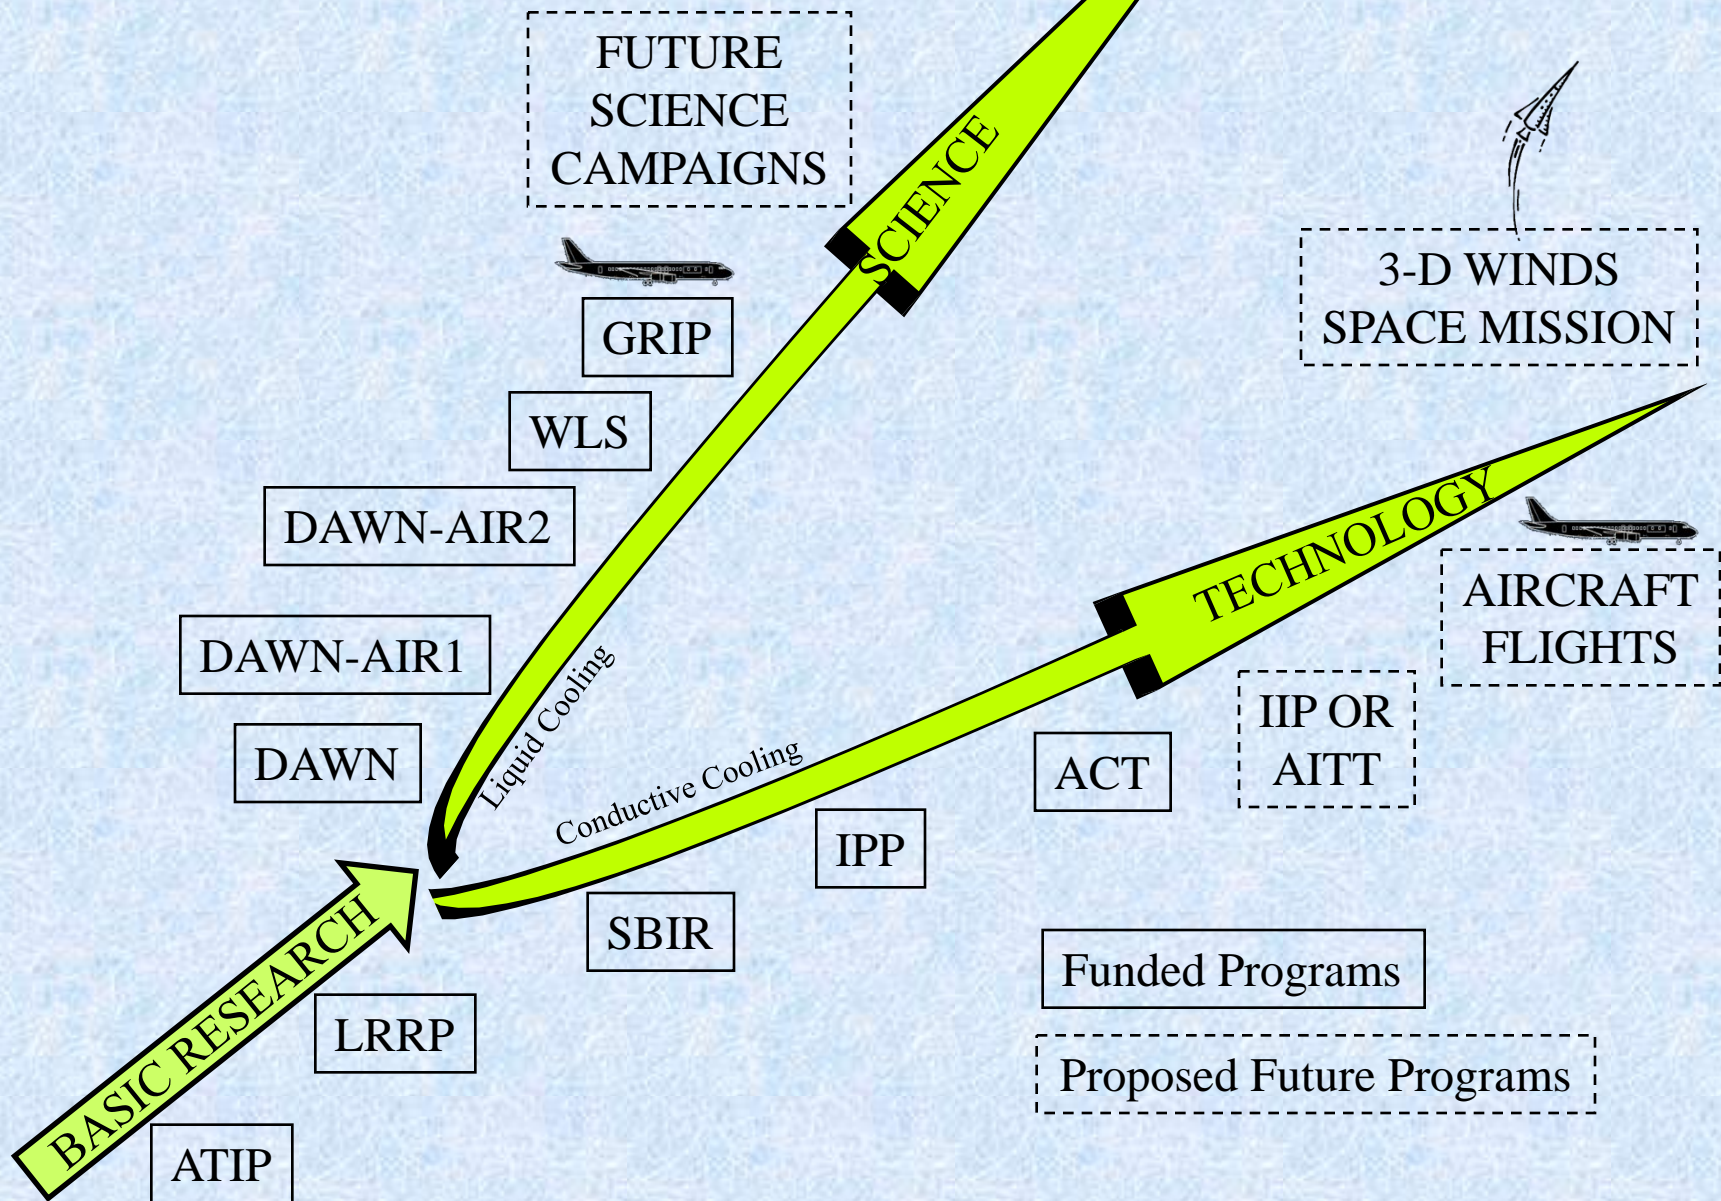 FUTURE
SCIENCE
CAMPAIGNS
SCIENCE
3-D WINDS
SPACE MISSION
GRIP
WLS
DAWN-AIR2
TECHNOLOGY
AIRCRAFT
FLIGHTS
DAWN-AIR1
Liquid Cooling
DAWN
Conductive Cooling
ACT
IIP OR
AITT
IPP
SBIR
BASIC RESEARCH
LRRP
ATIP
Funded Programs
Proposed Future Programs